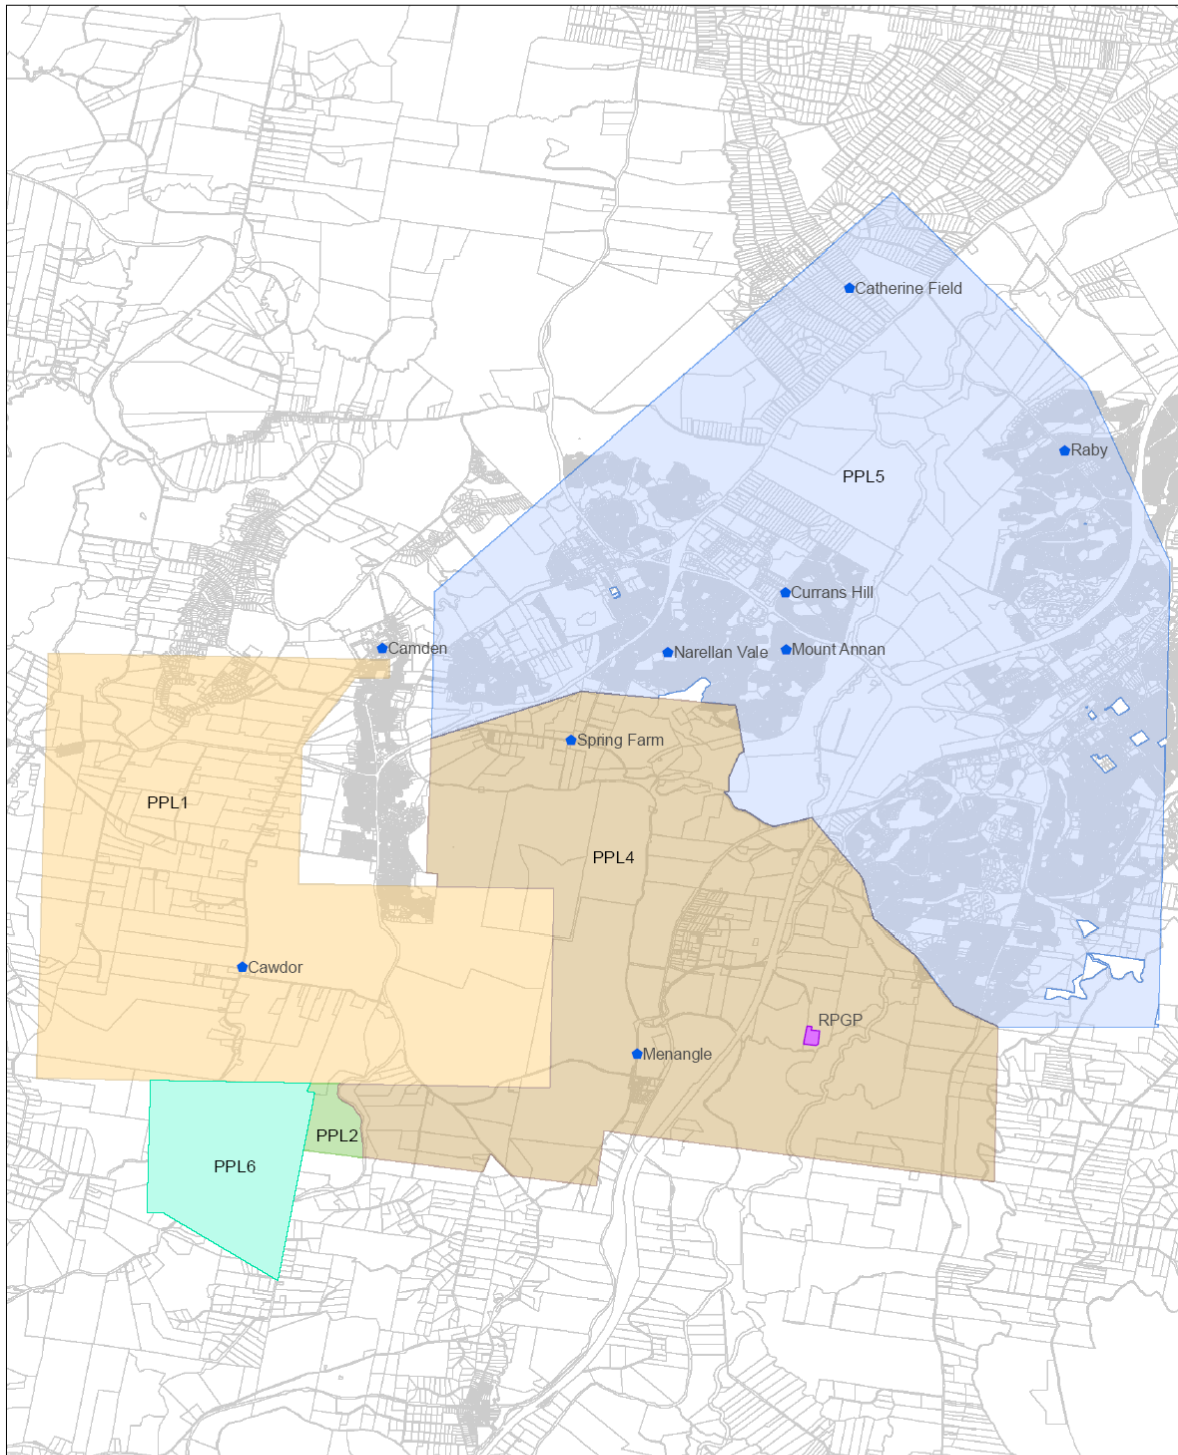 Catherine Field
Raby
PPL5
Currans Hill
Camden
Narellan Vale
Mount Annan
Spring Farm
PPL1
PPL4
Cawdor
RPGP
Menangle
PPL2
PPL6